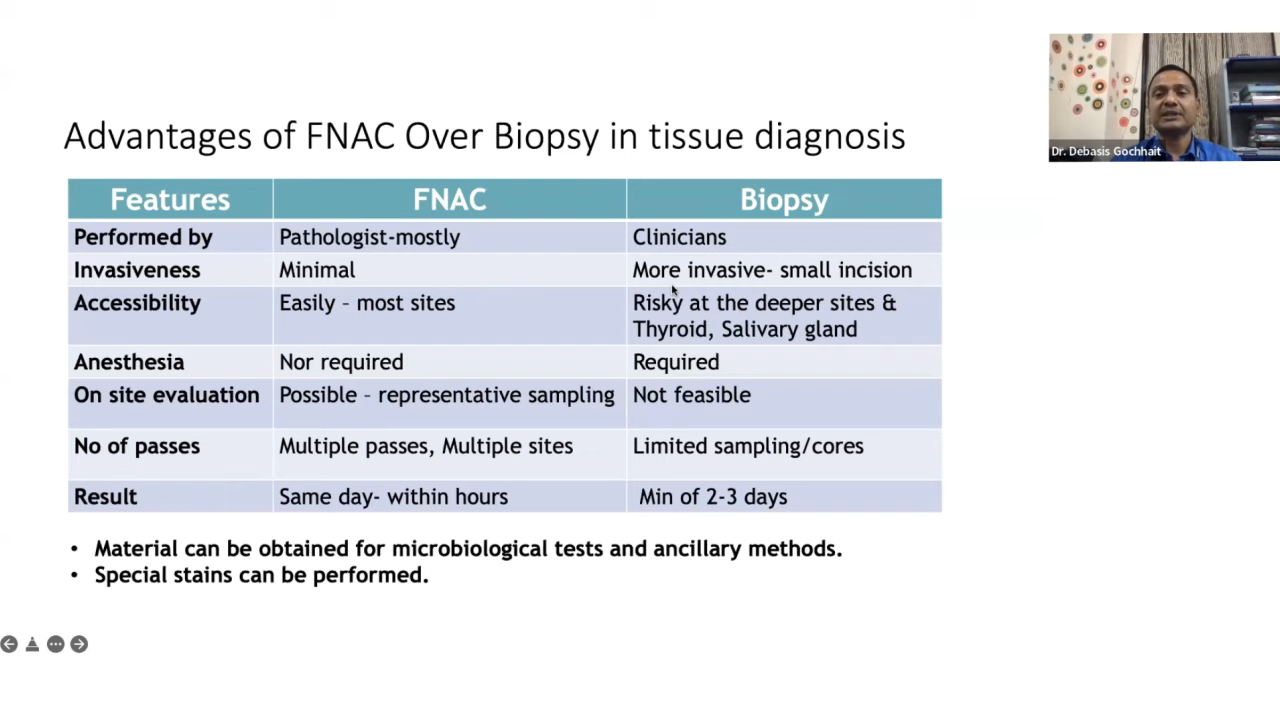 Advantages of FNAC Over Biopsy in tissue diagnosis
Dr. Debasis Gochhait
Features FNAC Biopsy
Performed by Pathologist-mostly Clinicians
Invasiveness Minimal More invasive- small incision
Accessibility Easily – most sites Risky at the deeper sites &
Thyroid, Salivary gland
Anesthesia Nor required Required
On site evaluation Possible – representative sampling Not feasible
No of passes Multiple passes, Multiple sites Limited sampling/cores
Result Same day- within hours Min of 2-3 days
• Material can be obtained for microbiological tests and ancillary methods.
• Special stains can be performed.